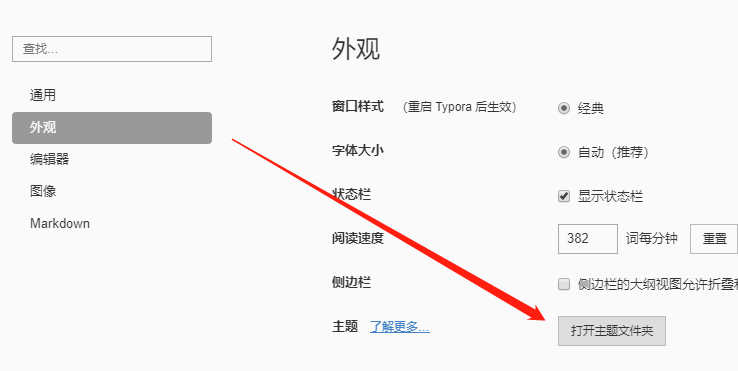 查找...
通用
外观
编辑器
图像
Markdown
外观
窗口样式 （重启 Typora 后生效） 经典
字体大小 自动（推荐）
状态栏 显示状态栏
阅读速度 382 词每分钟 重置
侧边栏 侧边栏的大纲视图允许折叠
主题 了解更多... 打开主题文件夹